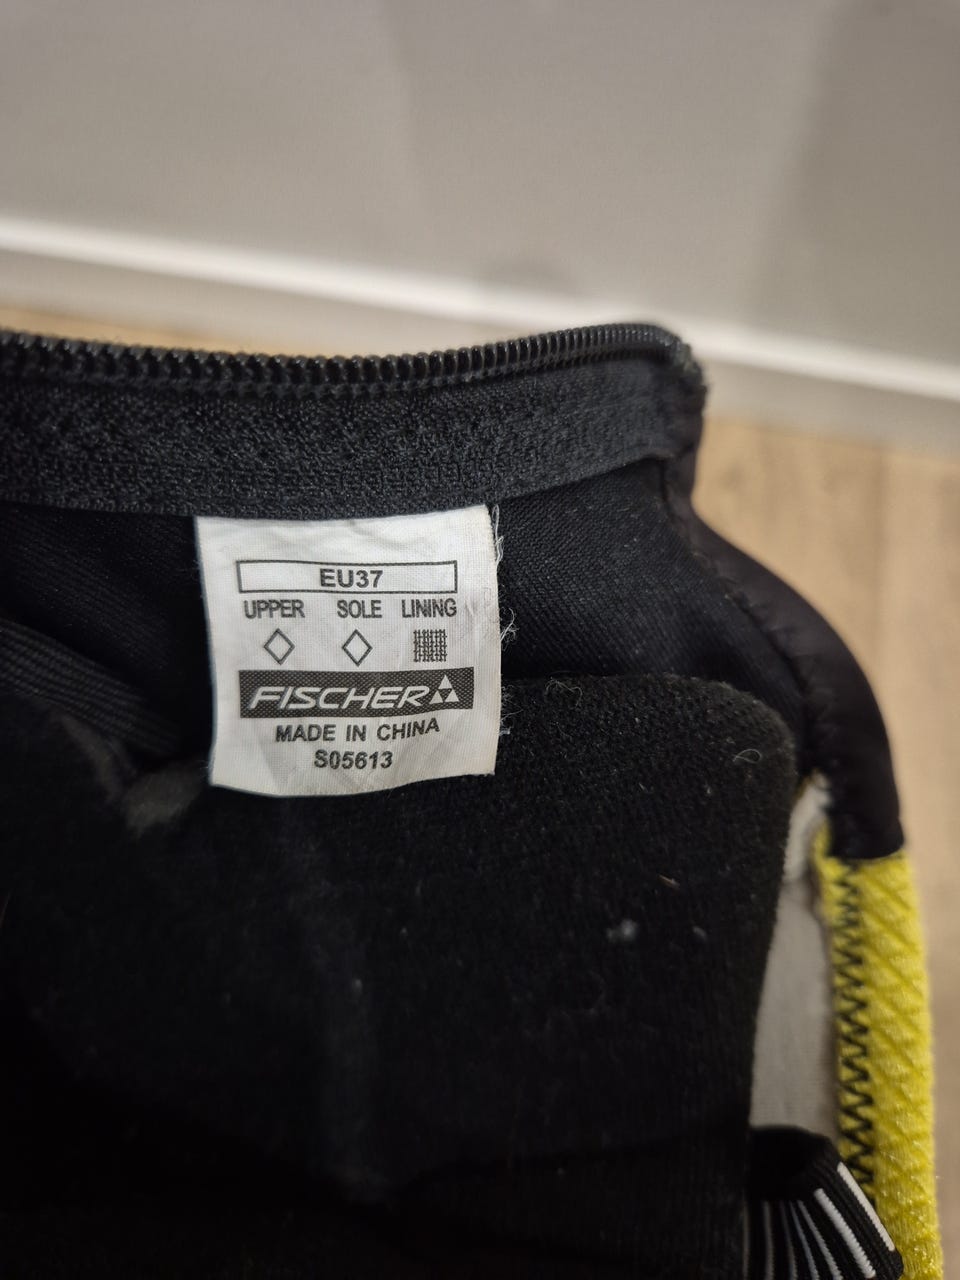 EU37
UPPER SOLE LINING
FISCHER
MADE IN CHINA
S05613